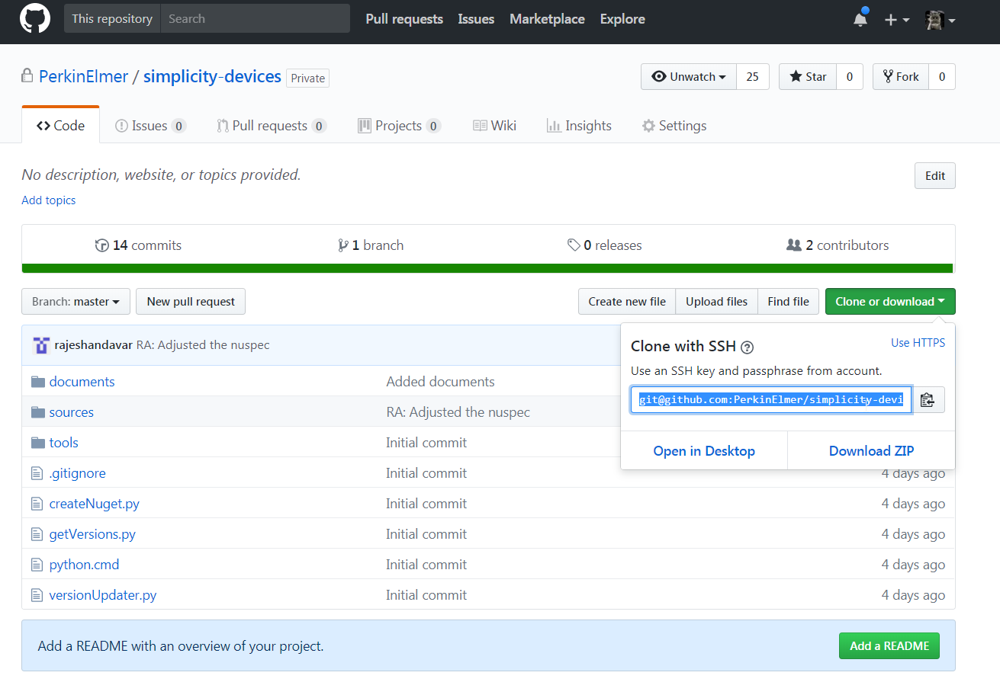 This repository Search Pull requests Issues Marketplace Explore
PerkinElmer / simplicity-devices Private Unwatch 25 Star 0 Fork 0
Code Issues 0 Pull requests 0 Projects 0 Wiki Insights Settings
No description, website, or topics provided. Edit
Add topics
14 commits 1 branch 0 releases 2 contributors
Branch: master New pull request Create new file Upload files Find file Clone or download
rajeshandavar RA: Adjusted the nuspec
Clone with SSH ? Use HTTPS
Use an SSH key and passphrase from account.
git@github.com:PerkinElmer/simplicity-devi
Open in Desktop Download ZIP
documents Added documents
sources RA: Adjusted the nuspec
tools Initial commit
.gitignore Initial commit 4 days ago
createNuget.py Initial commit 4 days ago
getVersions.py Initial commit 4 days ago
python.cmd Initial commit 4 days ago
versionUpdater.py Initial commit 4 days ago
Add a README with an overview of your project. Add a README